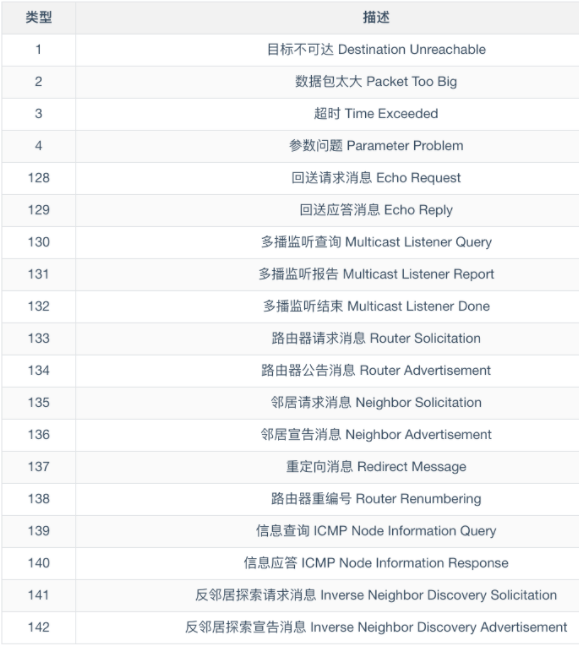 类型 描述
1 目标不可达 Destination Unreachable
2 数据包太大 Packet Too Big
3 超时 Time Exceeded
4 参数问题 Parameter Problem
128 回送请求消息 Echo Request
129 回送应答消息 Echo Reply
130 多播监听查询 Multicast Listener Query
131 多播监听报告 Multicast Listener Report
132 多播监听结束 Multicast Listener Done
133 路由器请求消息 Router Solicitation
134 路由器公告消息 Router Advertisement
135 邻居请求消息 Neighbor Solicitation
136 邻居宣告消息 Neighbor Advertisement
137 重定向消息 Redirect Message
138 路由器重编号 Router Renumbering
139 信息查询 ICMP Node Information Query
140 信息应答 ICMP Node Information Response
141 反邻居探索请求消息 Inverse Neighbor Discovery Solicitation
142 反邻居探索宣告消息 Inverse Neighbor Discovery Advertisement